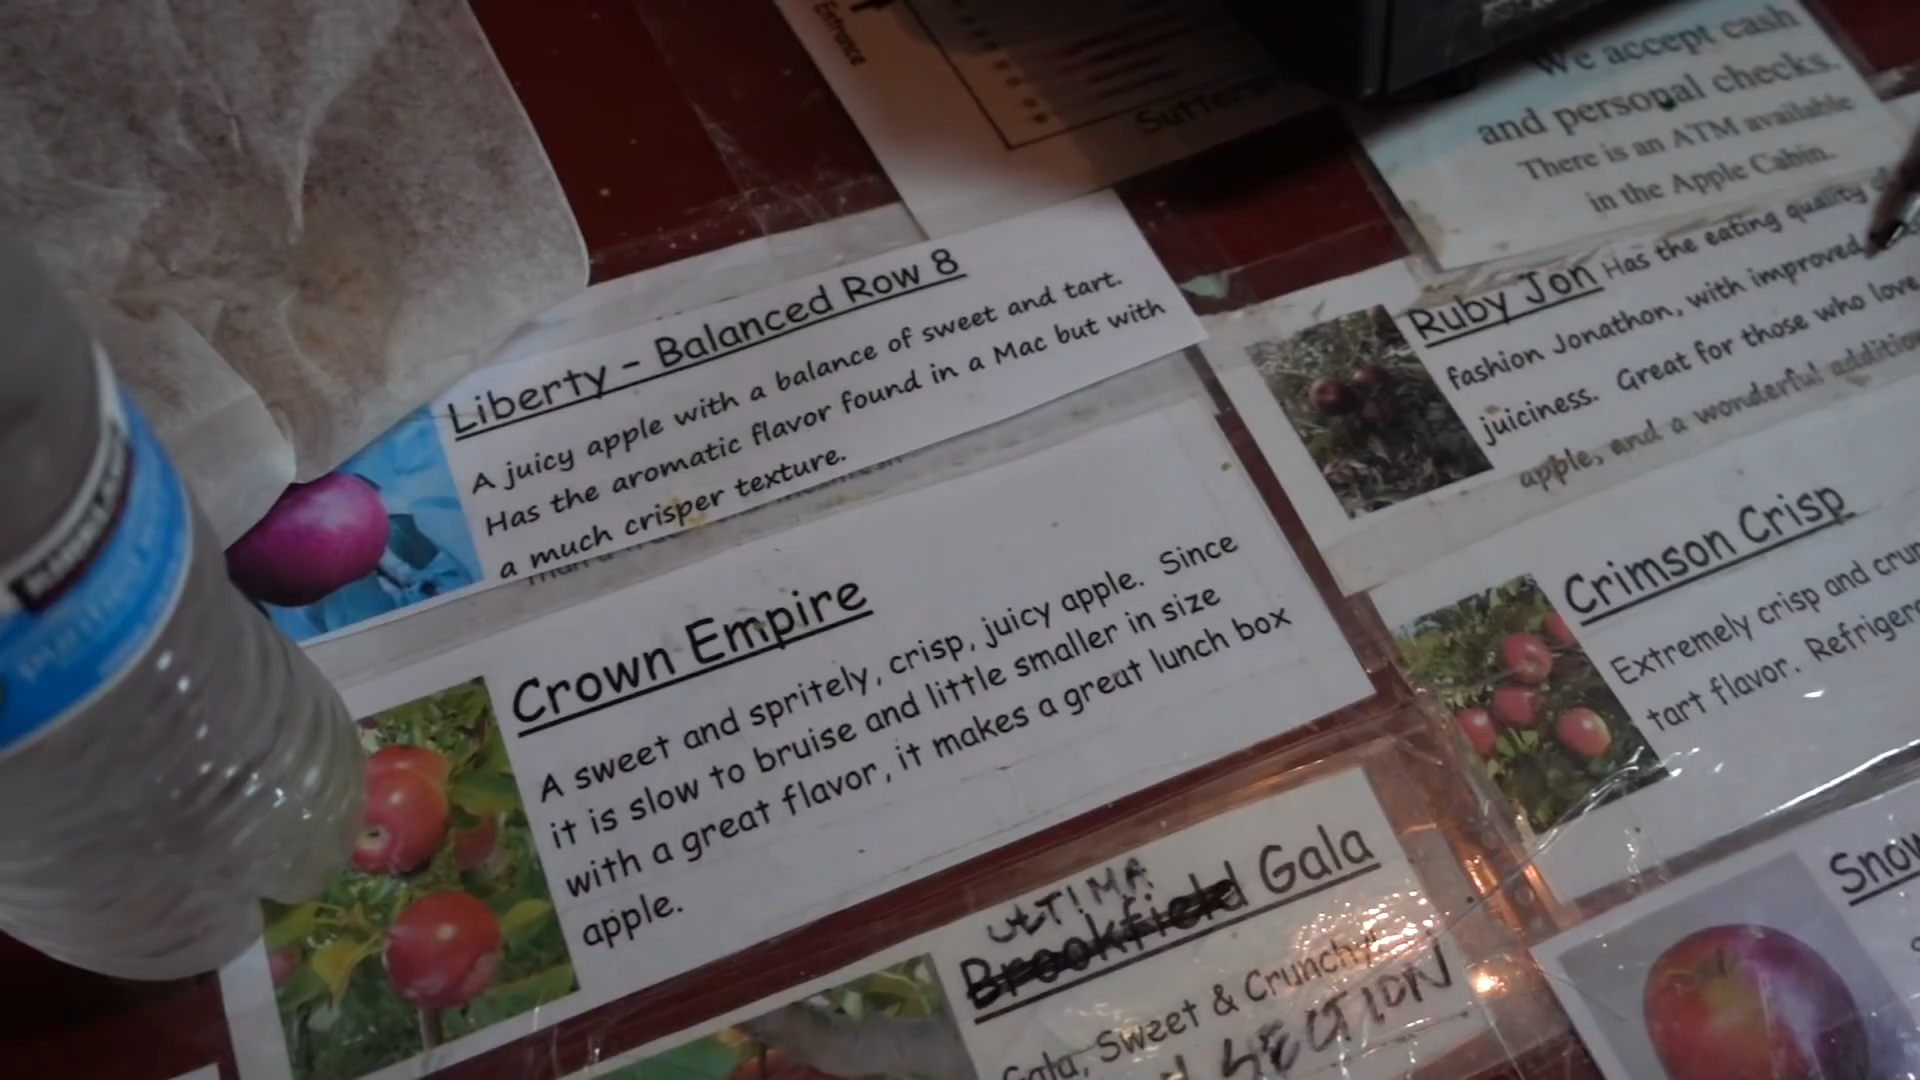 Entrance
Sutters
We accept cash
and personal checks.
There is an ATM available
in the Apple Cabin.
Liberty - Balanced Row 8
A juicy apple with a balance of sweet and tart.
Has the aromatic flavor found in a Mac but with
a much crisper texture.
Ruby Jon Has the eating quality
fashion Jonathon, with improved
juiciness. Great for those who love
apple, and a wonderful addition
Crown Empire
A sweet and spritely, crisp, juicy apple. Since
it is slow to bruise and little smaller in size
with a great flavor, it makes a great lunch box
apple.
Crimson Crisp
Extremely crisp and
tart flavor.
ULTIMA
Brookfield Gala
Gala, Sweet & Crunchy!
SECTION